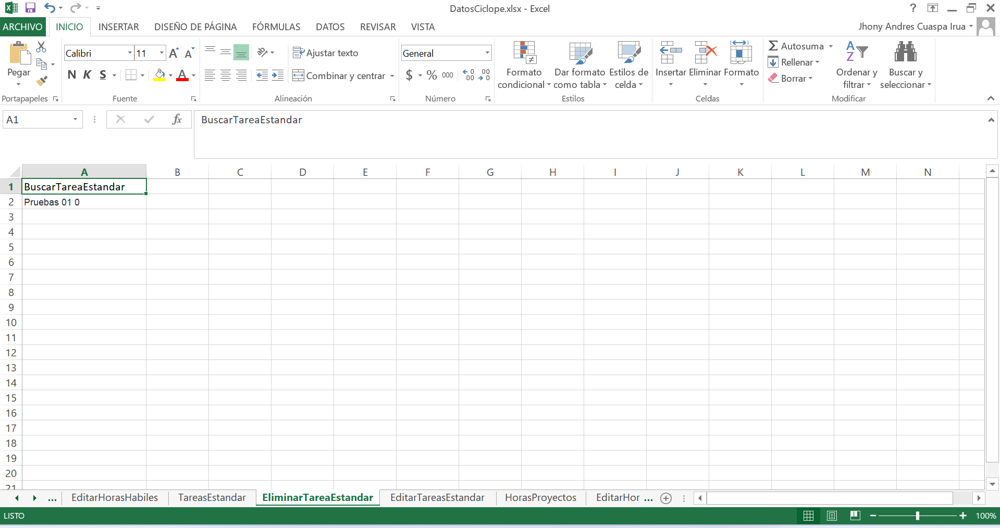 DatosCiclope.xlsx - Excel
ARCHIVO INICIO INSERTAR DISEÑO DE PÁGINA FÓRMULAS DATOS REVISAR VISTA
Jhony Andres Cuaspa Irua
Pegar
Portapapeles
Calibri 11
N K S
Fuente
Ajustar texto
Combinar y centrar
Alineación
General
$ % 000
Número
Formato condicional
Dar formato como tabla
Estilos de celda
Estilos
Insertar Eliminar Formato
Celdas
Autosuma
Rellenar
Borrar
Ordenar y filtrar
Buscar y seleccionar
Modificar
A1 fx BuscarTareaEstandar
A B C D E F G H I J K L M N
1 BuscarTareaEstandar
2 Pruebas 01 0
3
4
5
6
7
8
9
10
11
12
13
14
15
16
17
18
19
20
21
... EditarHorasHabiles TareasEstandar EliminarTareaEstandar EditarTareasEstandar HorasProyectos EditarHor ...
LISTO 100%